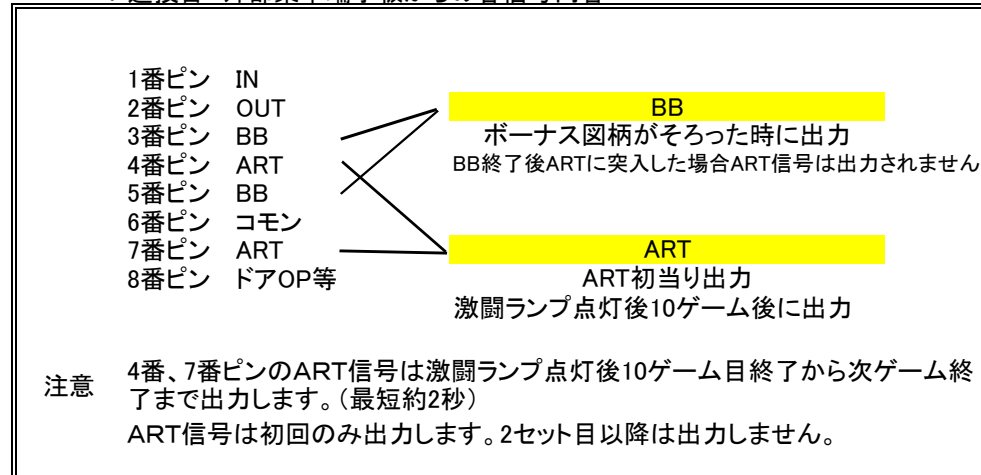 1番ピン IN
2番ピン OUT
3番ピン BB
4番ピン ART
5番ピン BB
6番ピン コモン
7番ピン ART
8番ピン ドアOP等
BB
ボーナス図柄がそろった時に出力
BB終了後ARTに突入した場合ART信号は出力されません
ART
ART初当り出力
激闘ランプ点灯後10ゲーム後に出力
注意
4番、7番ピンのART信号は激闘ランプ点灯後10ゲーム目終了から次ゲーム終
了まで出力します。(最短約2秒)
ART信号は初回のみ出力します。2セット目以降は出力しません。